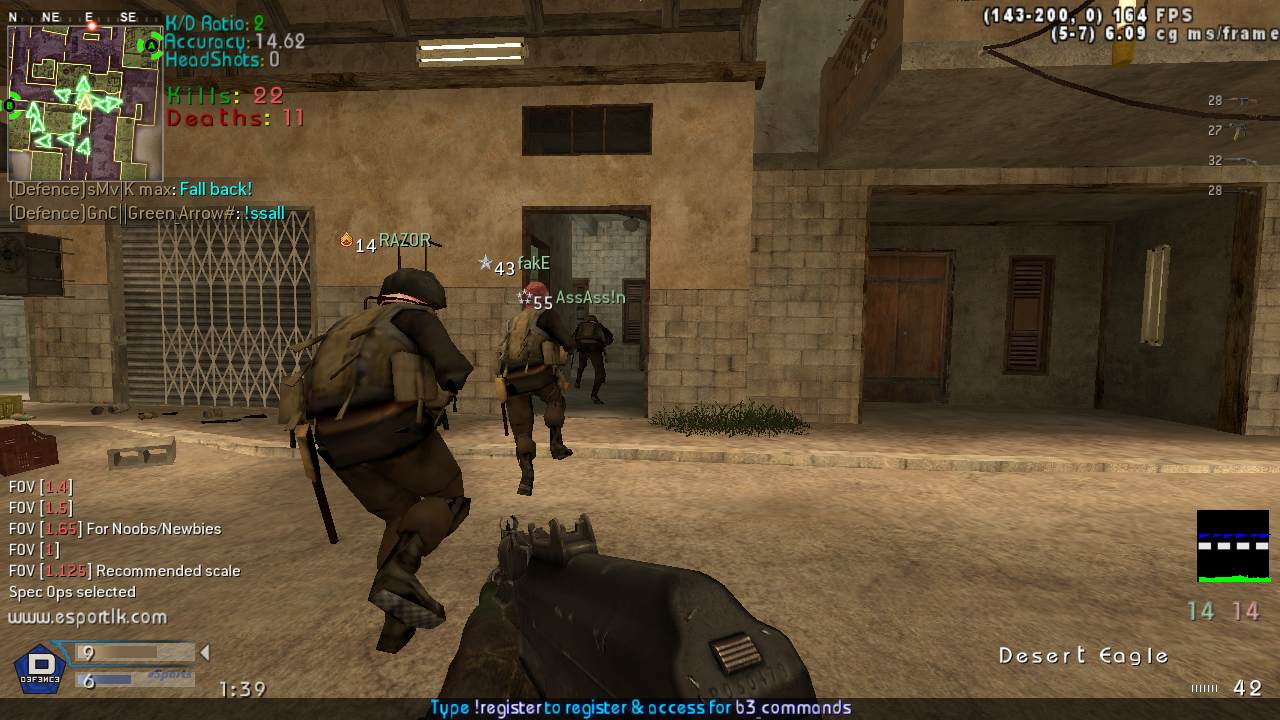 N NE E SE
K/D Ratio: 2
Accuracy: 14.62
HeadShots: 0
Kills: 22
Deaths: 11
A
B
(143-200, 0) 164 FPS
(5-7) 6.09 cg ms/frame
28
27
32
28
(Defence)sMv|K max: Fall back!
(Defence)GnC||Green Arrow#: !ssall
14 RAZOR
43 fakE
55 AssAss!n
FOV [1.4]
FOV [1.5]
FOV [1.65] For Noobs/Newbies
FOV [1]
FOV [1.125] Recommended scale
Spec Ops selected
www.esportlk.com
D
D3F3NC3
9
6
eSports
1:39
14 14
Desert Eagle
42
Type !register to register & access for b3 commands